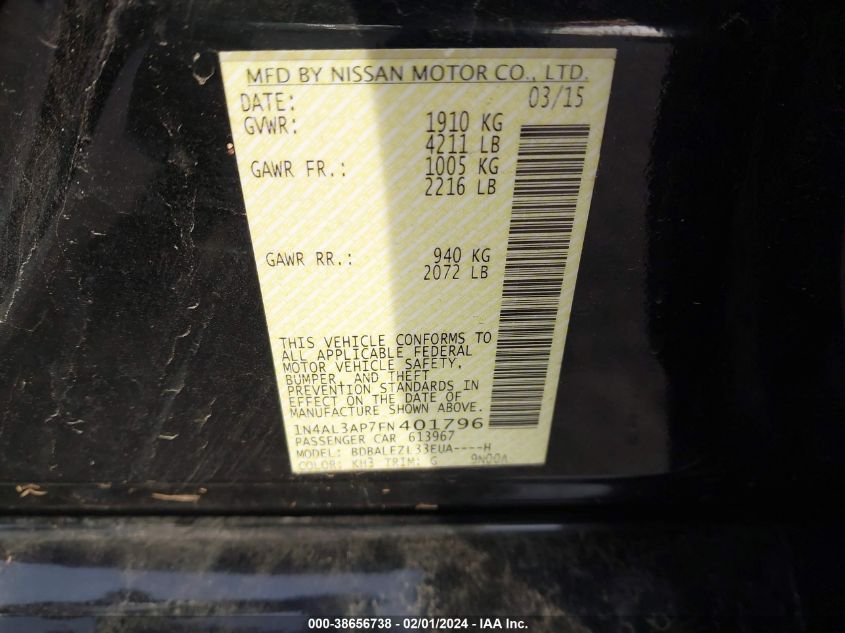 MFD BY NISSAN MOTOR CO., LTD.
DATE: 03/15
GVWR: 1910 KG
4211 LB
GAWR FR.: 1005 KG
2216 LB
GAWR RR.: 940 KG
2072 LB
THIS VEHICLE CONFORMS TO
ALL APPLICABLE FEDERAL
MOTOR VEHICLE SAFETY,
BUMPER, AND THEFT
PREVENTION STANDARDS IN
EFFECT ON THE DATE OF
MANUFACTURE SHOWN ABOVE.
1N4AL3AP7FN401796
PASSENGER CAR 613967
MODEL: BDBALEZL33EUA----H
COLOR: KH3 TRIM: G 9N00A
000-38656738 - 02/01/2024 - IAA Inc.